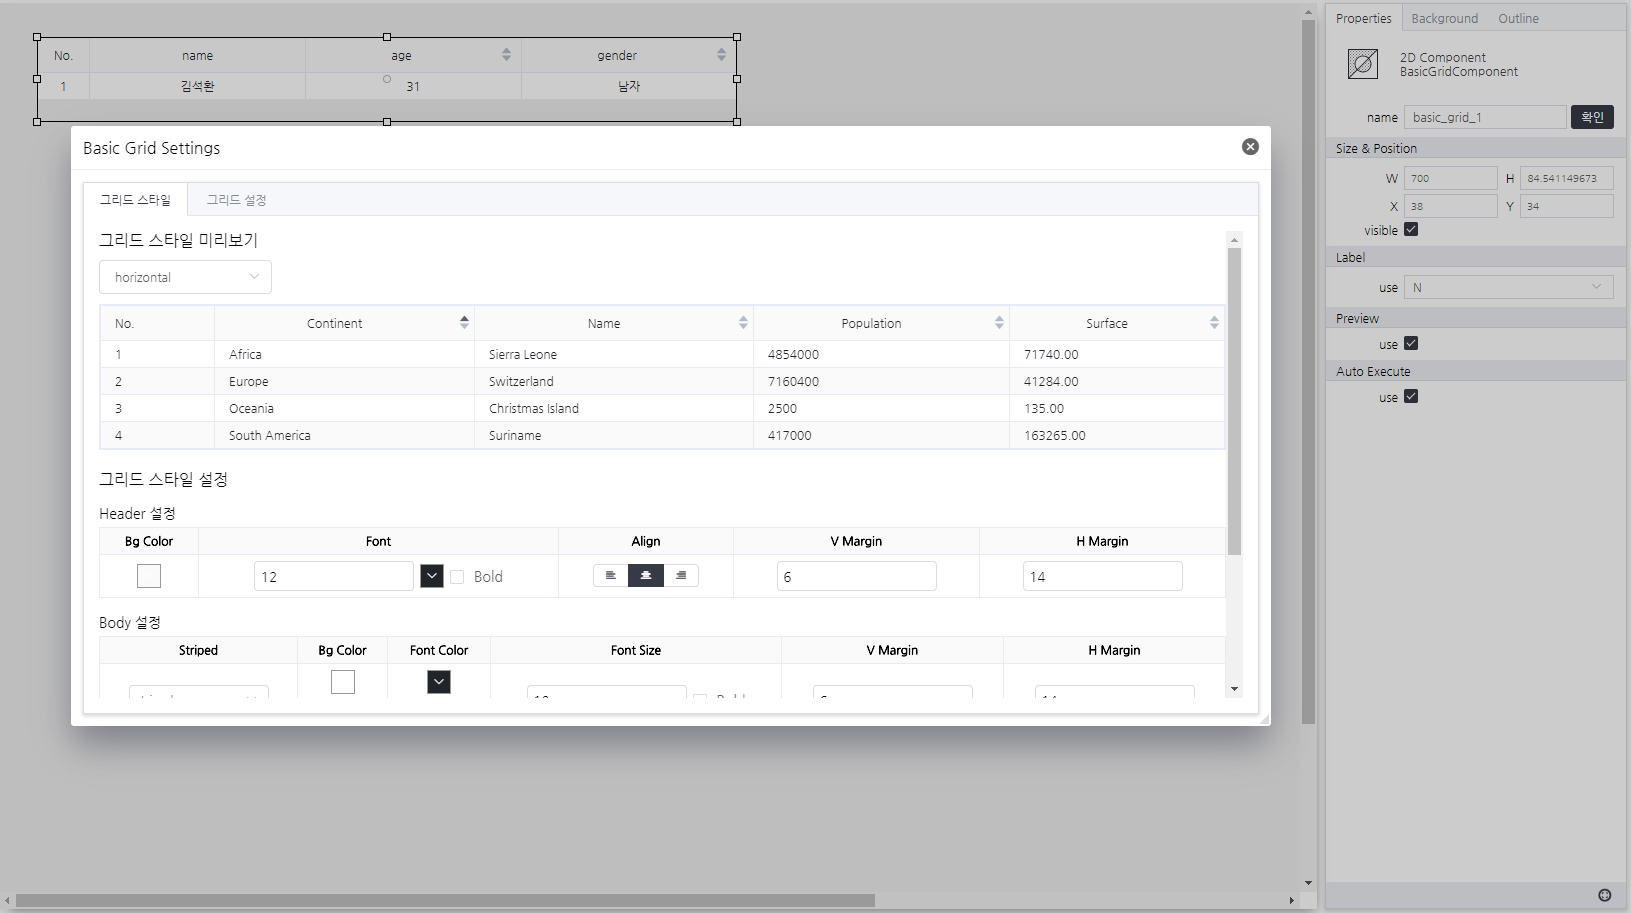 No. name age gender
1 김석환 31 남자
Basic Grid Settings
그리드 스타일 그리드 설정
그리드 스타일 미리보기
horizontal
No. Continent Name Population Surface
1 Africa Sierra Leone 4854000 71740.00
2 Europe Switzerland 7160400 41284.00
3 Oceania Christmas Island 2500 135.00
4 South America Suriname 417000 163265.00
그리드 스타일 설정
Header 설정
Bg Color Font Align V Margin H Margin
12 Bold 6 14
Body 설정
Striped Bg Color Font Color Font Size V Margin H Margin
Properties Background Outline
2D Component
BasicGridComponent
name basic_grid_1 확인
Size & Position
W 700 H 84.541149673
X 38 Y 34
visible
Label
use N
Preview
use
Auto Execute
use